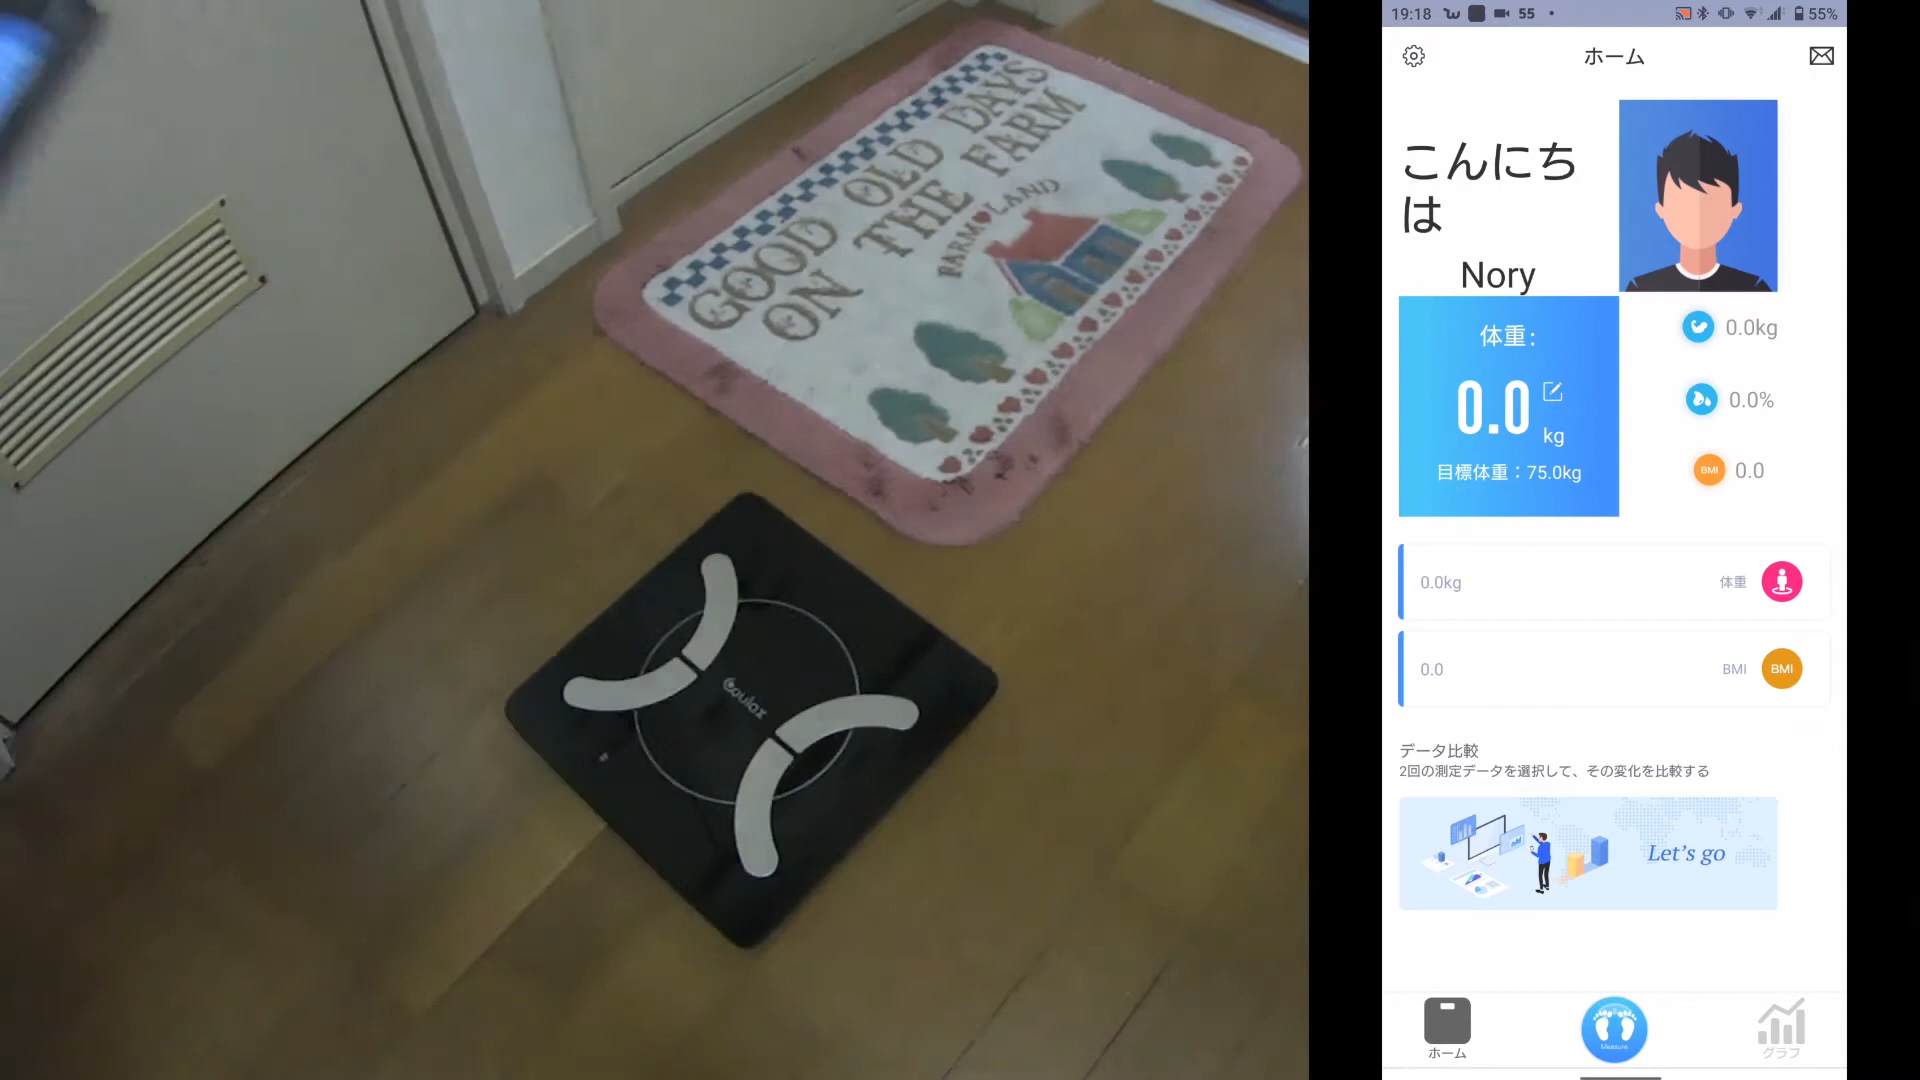 GOOD OLD DAYS
ON THE FARM
FARM LAND
Coulax
19:18
55
55%
ホーム
こんにち
は
Nory
体重:
0.0
kg
目標体重：75.0kg
0.0kg
0.0%
BMI 0.0
0.0kg 体重
0.0 BMI BMI
データ比較
2回の測定データを選択して、その変化を比較する
Let's go
ホーム
Measure
グラフ